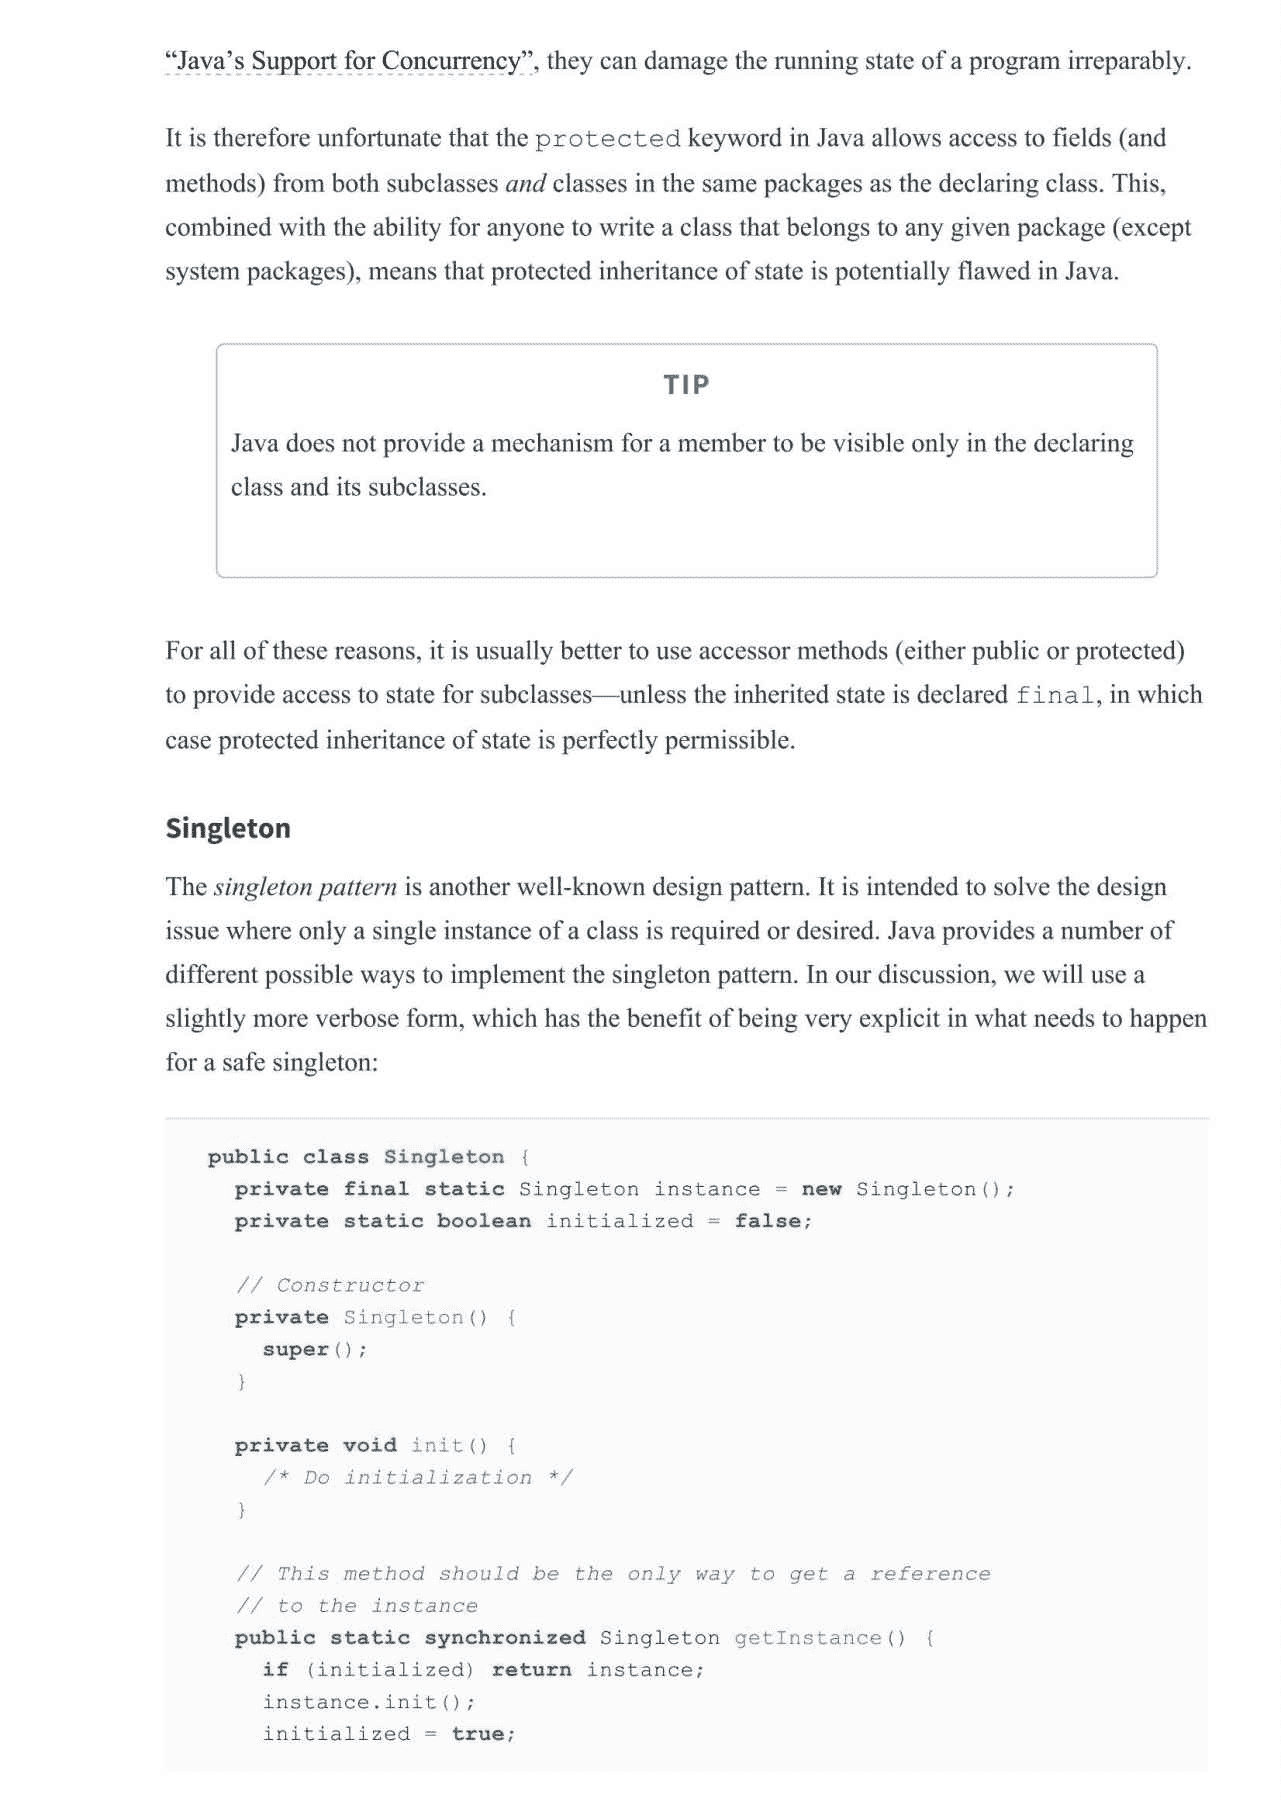 “Java’s Support for Concurrency”, they can damage the running state of a program irreparably.
It is therefore unfortunate that the protected keyword in Java allows access to fields (and
methods) from both subclasses and classes in the same packages as the declaring class. This,
combined with the ability for anyone to write a class that belongs to any given package (except
system packages), means that protected inheritance of state is potentially flawed in Java.
TIP
Java does not provide a mechanism for a member to be visible only in the declaring
class and its subclasses.
For all of these reasons, it is usually better to use accessor methods (either public or protected)
to provide access to state for subclasses—unless the inherited state is declared final, in which
case protected inheritance of state is perfectly permissible.
Singleton
The singleton pattern is another well-known design pattern. It is intended to solve the design
issue where only a single instance of a class is required or desired. Java provides a number of
different possible ways to implement the singleton pattern. In our discussion, we will use a
slightly more verbose form, which has the benefit of being very explicit in what needs to happen
for a safe singleton:
public class Singleton {
  private final static Singleton instance = new Singleton();
  private static boolean initialized = false;
  // Constructor
  private Singleton() {
    super();
  }
  private void init() {
    /* Do initialization */
  }
  // This method should be the only way to get a reference
  // to the instance
  public static synchronized Singleton getInstance() {
    if (initialized) return instance;
    instance.init();
    initialized = true;